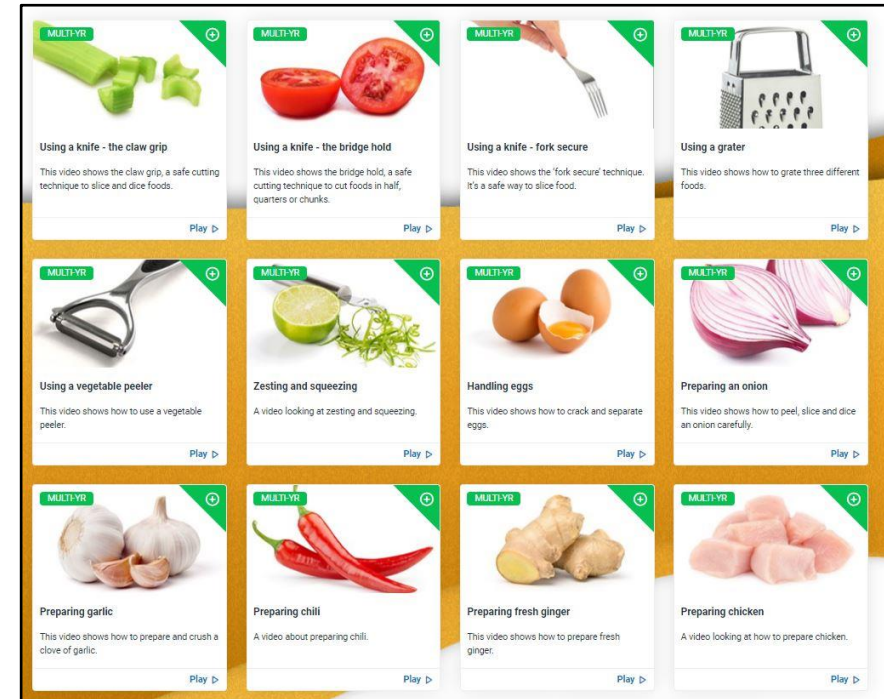 MULTI-YR
Using a knife - the claw grip
This video shows the claw grip, a safe cutting
technique to slice and dice foods.
Play
MULTI-YR
Using a knife - the bridge hold
This video shows the bridge hold, a safe
cutting technique to cut foods in half,
quarters or chunks.
Play
MULTI-YR
Using a knife - fork secure
This video shows the 'fork secure' technique.
It's a safe way to slice food.
Play
MULTI-YR
Using a grater
This video shows how to grate three different
foods.
Play
MULTI-YR
Using a vegetable peeler
This video shows how to use a vegetable
peeler.
Play
MULTI-YR
Zesting and squeezing
A video looking at zesting and squeezing.
Play
MULTI-YR
Handling eggs
This video shows how to crack and separate
eggs.
Play
MULTI-YR
Preparing an onion
This video shows how to peel, slice and dice
an onion carefully.
Play
MULTI-YR
Preparing garlic
This video shows how to prepare and crush a
clove of garlic.
Play
MULTI-YR
Preparing chili
A video about preparing chili.
Play
MULTI-YR
Preparing fresh ginger
This video shows how to prepare fresh
ginger.
Play
MULTI-YR
Preparing chicken
A video looking at how to prepare chicken.
Play